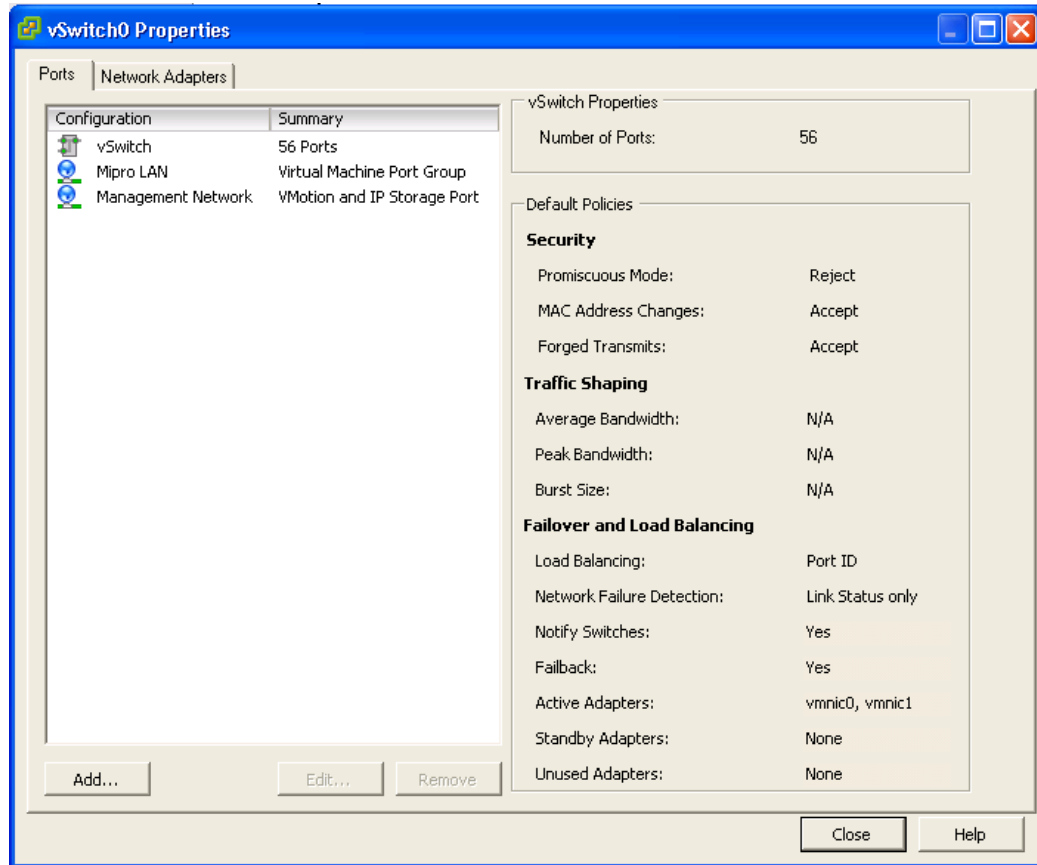 vSwitch0 Properties
Ports Network Adapters
Configuration Summary
vSwitch 56 Ports
Mipro LAN Virtual Machine Port Group
Management Network VMotion and IP Storage Port
Add... Edit... Remove
vSwitch Properties
Number of Ports: 56
Default Policies
Security
Promiscuous Mode: Reject
MAC Address Changes: Accept
Forged Transmits: Accept
Traffic Shaping
Average Bandwidth: N/A
Peak Bandwidth: N/A
Burst Size: N/A
Failover and Load Balancing
Load Balancing: Port ID
Network Failure Detection: Link Status only
Notify Switches: Yes
Failback: Yes
Active Adapters: vmnic0, vmnic1
Standby Adapters: None
Unused Adapters: None
Close Help